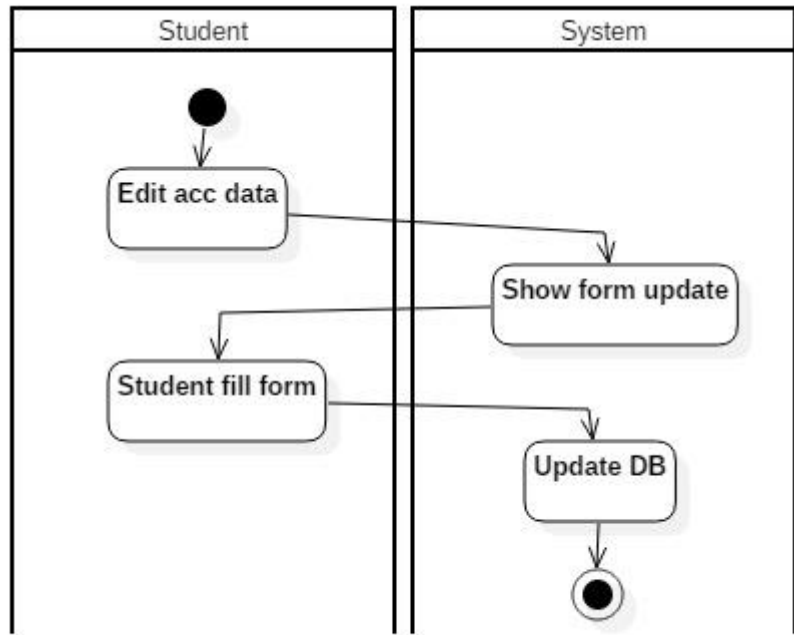 Student
System
Edit acc data
Show form update
Student fill form
Update DB